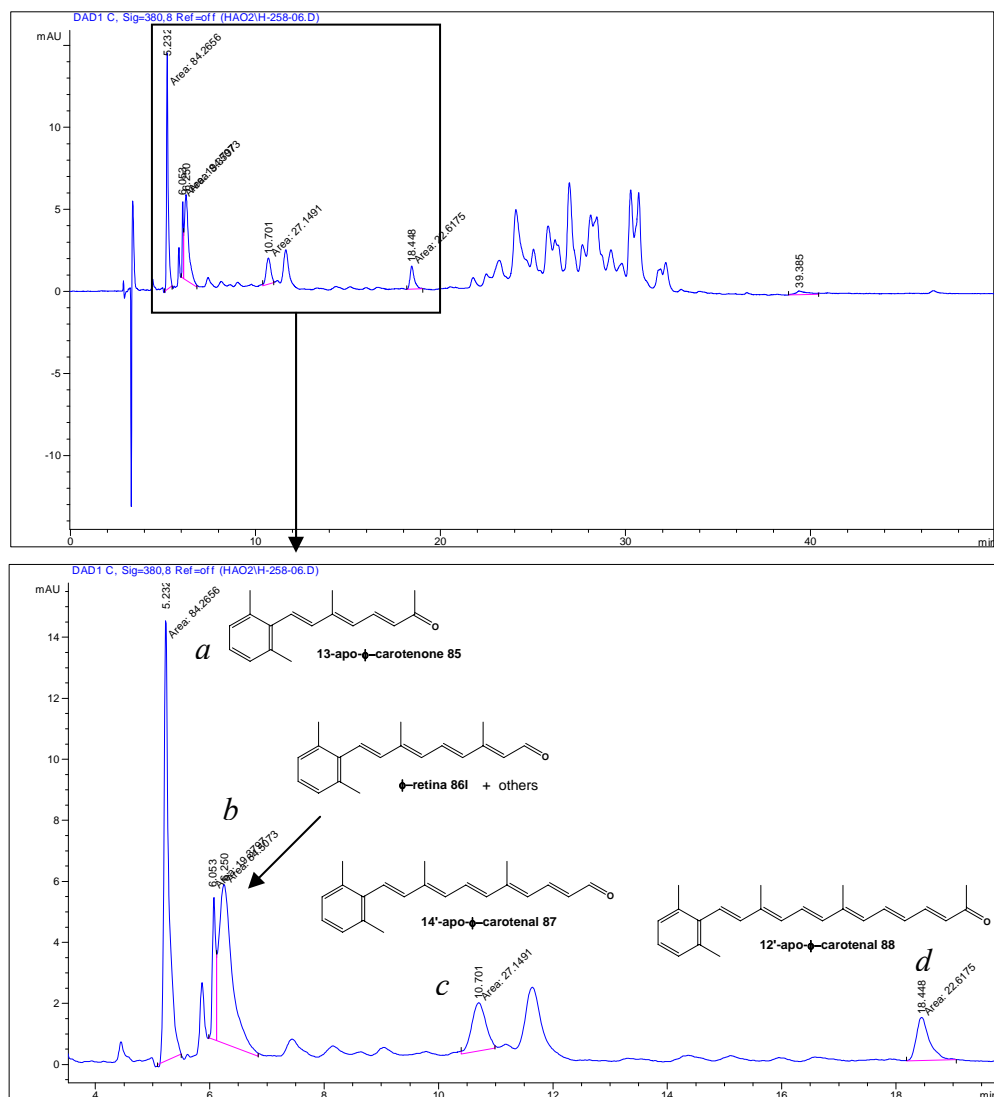 DAD1 C, Sig=380,8 Ref=off (HAO2\H-258-06.D)
mAU
15
10
5
0
-5
-10
5.232
Area: 84.2656
6.053
6.250
10.701
Area: 27.1491
18.448
Area: 22.6175
39.385
0
10
20
30
40
min
DAD1 C, Sig=380,8 Ref=off (HAO2\H-258-06.D)
mAU
14
12
10
8
6
4
2
0
5.232
Area: 84.2656
a
O
13-apo-ϕ–carotenone 85
O
ϕ–retina 86l + others
b
6.053
6.250
O
14'-apo-ϕ–carotenal 87
O
12'-apo-ϕ–carotenal 88
c
10.701
Area: 27.1491
d
18.448
Area: 22.6175
4
6
8
10
12
14
16
18
min